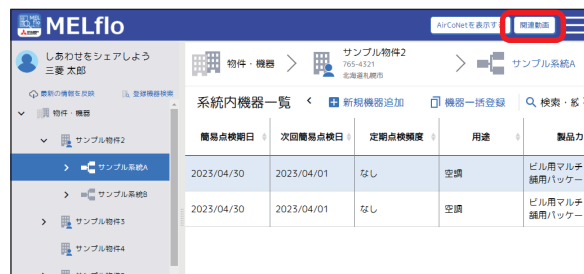 MELflo
AirCoNetを表示す
関連動画
しあわせをシェアしよう
三菱 太郎
最新の情報を反映
登録機器検索
物件・機器
サンプル物件2
サンプル系統A
サンプル系統B
サンプル物件3
サンプル物件4
物件・機器
サンプル物件2
765-4321
北海道札幌市
サンプル系統A
系統内機器一覧
新規機器追加
機器一括登録
検索・絞
簡易点検期日
次回簡易点検日
定期点検頻度
用途
製品カ
2023/04/30
2023/04/01
なし
空調
ビル用マルチ
舗用パッケー
2023/04/30
2023/04/01
なし
空調
ビル用マルチ
舗用パッケー